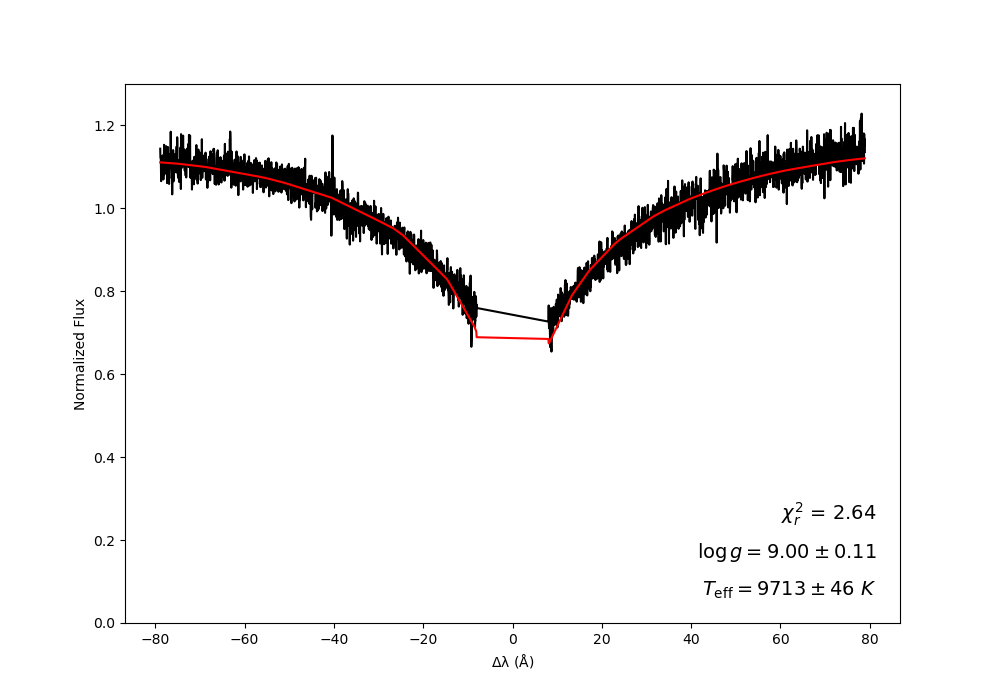 1.2
1.0
0.8
0.6
0.4
0.2
0.0
Normalized Flux
χ²ᵣ = 2.64
log g = 9.00 ± 0.11
T_eff = 9713 ± 46 K
−80 −60 −40 −20 0 20 40 60 80
Δλ (Å)